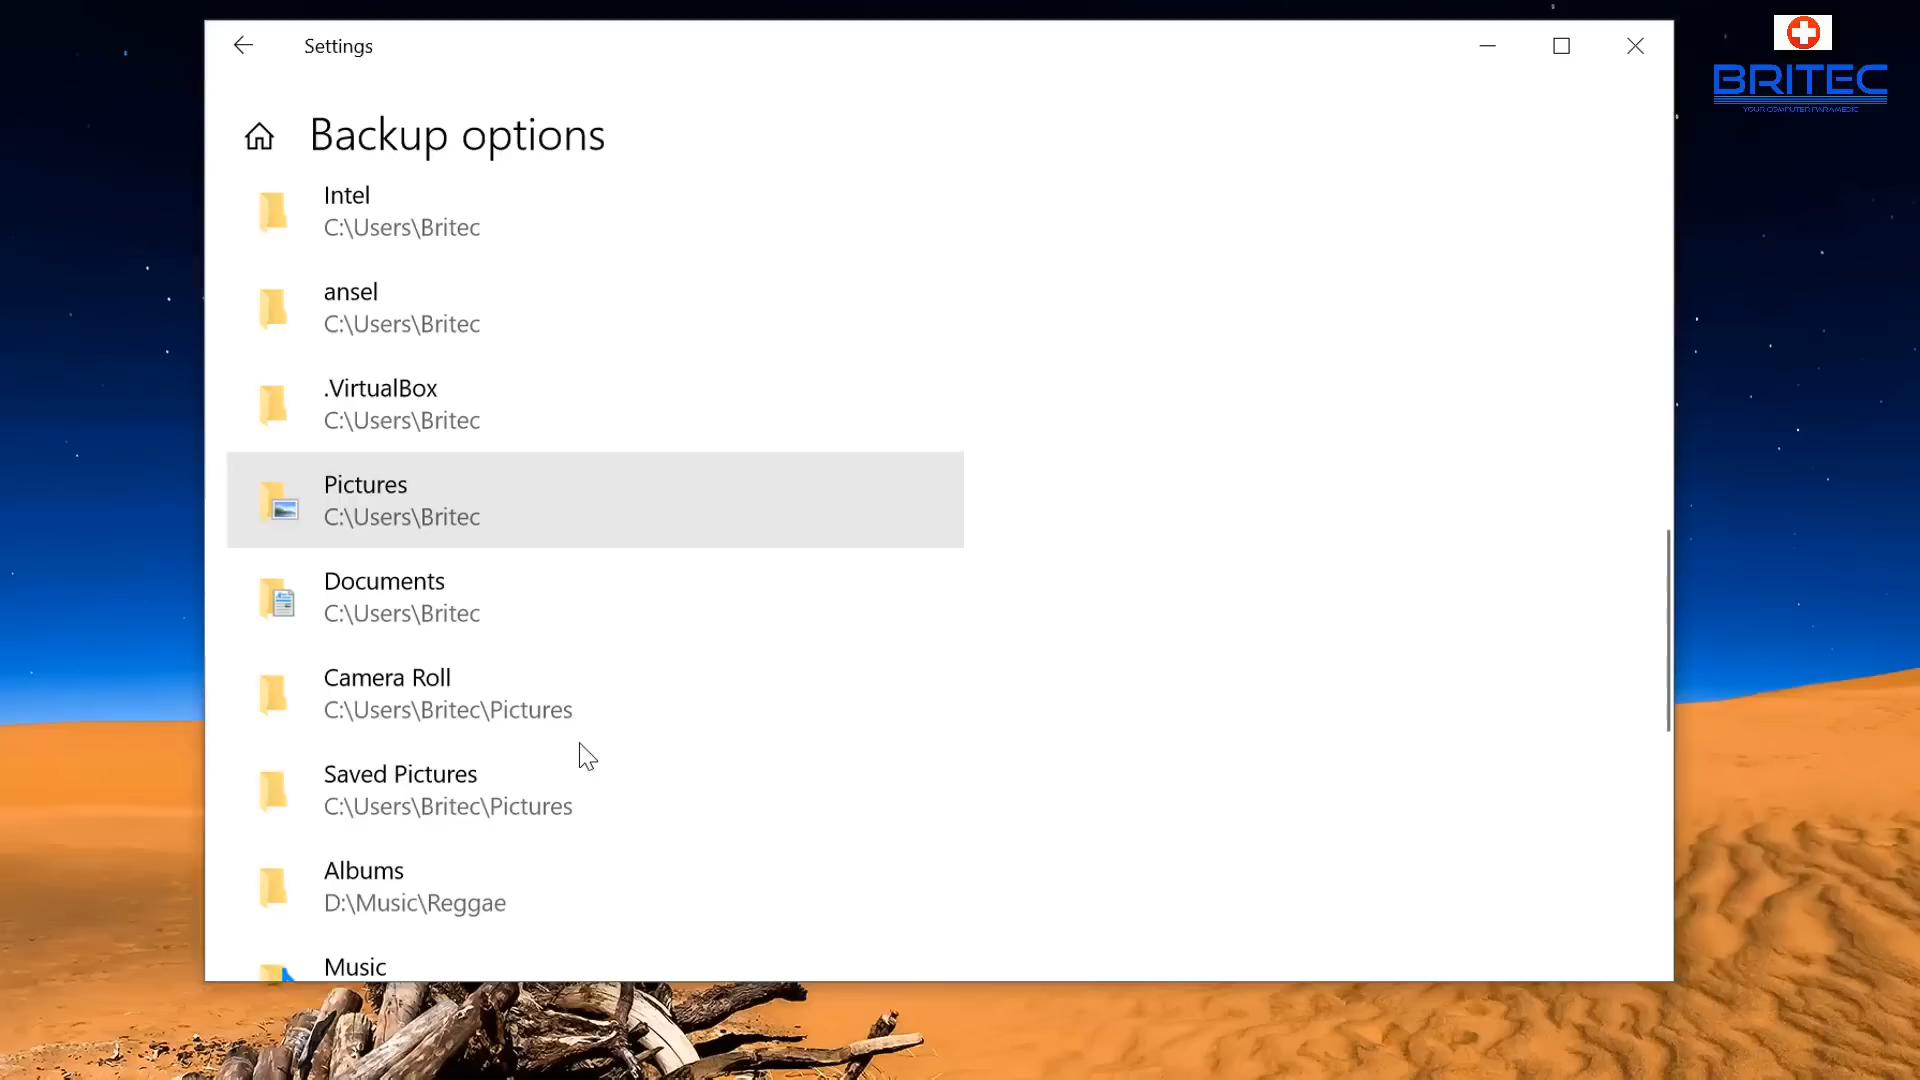 Settings
BRITEC
YOUR COMPUTER PARAMEDIC
Backup options
Intel
C:\Users\Britec
ansel
C:\Users\Britec
.VirtualBox
C:\Users\Britec
Pictures
C:\Users\Britec
Documents
C:\Users\Britec
Camera Roll
C:\Users\Britec\Pictures
Saved Pictures
C:\Users\Britec\Pictures
Albums
D:\Music\Reggae
Music